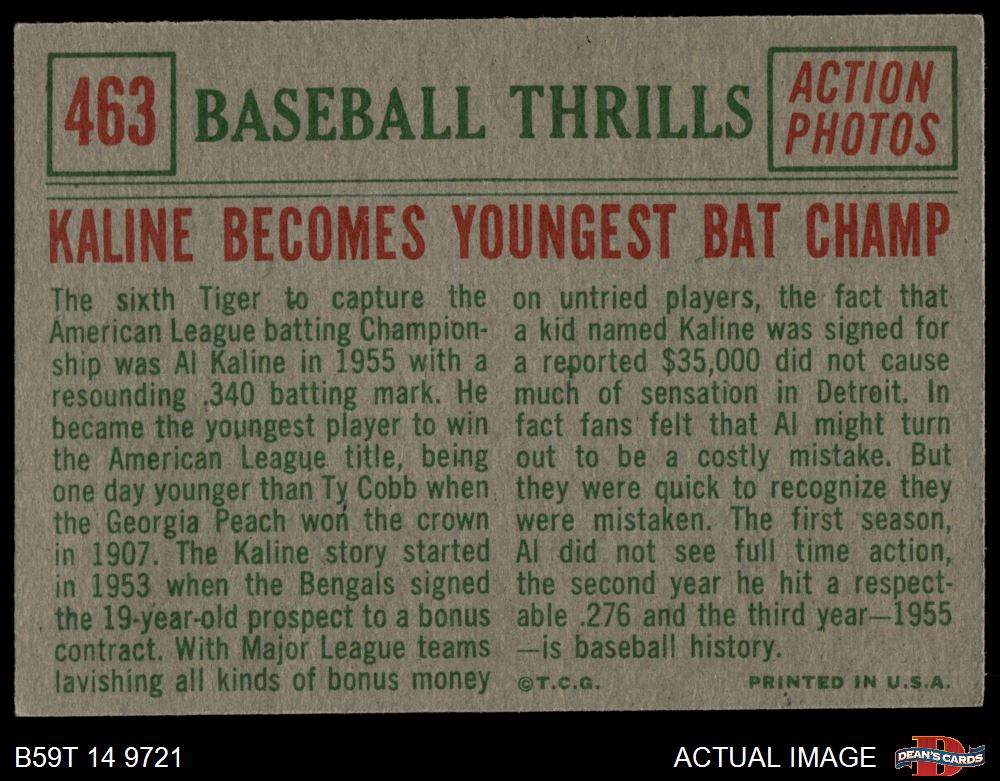 463
BASEBALL THRILLS
ACTION
PHOTOS
KALINE BECOMES YOUNGEST BAT CHAMP
The sixth Tiger to capture the
American League batting Champion-
ship was Al Kaline in 1955 with a
resounding .340 batting mark. He
became the youngest player to win
the American League title, being
one day younger than Ty Cobb when
the Georgia Peach won the crown
in 1907. The Kaline story started
in 1953 when the Bengals signed
the 19-year-old prospect to a bonus
contract. With Major League teams
lavishing all kinds of bonus money
on untried players, the fact that
a kid named Kaline was signed for
a reported $35,000 did not cause
much of sensation in Detroit. In
fact fans felt that Al might turn
out to be a costly mistake. But
they were quick to recognize they
were mistaken. The first season,
Al did not see full time action,
the second year he hit a respect-
able .276 and the third year—1955
—is baseball history.
©T.C.G.
PRINTED IN U.S.A.
B59T 14 9721
ACTUAL IMAGE
D
DEAN'S CARDS